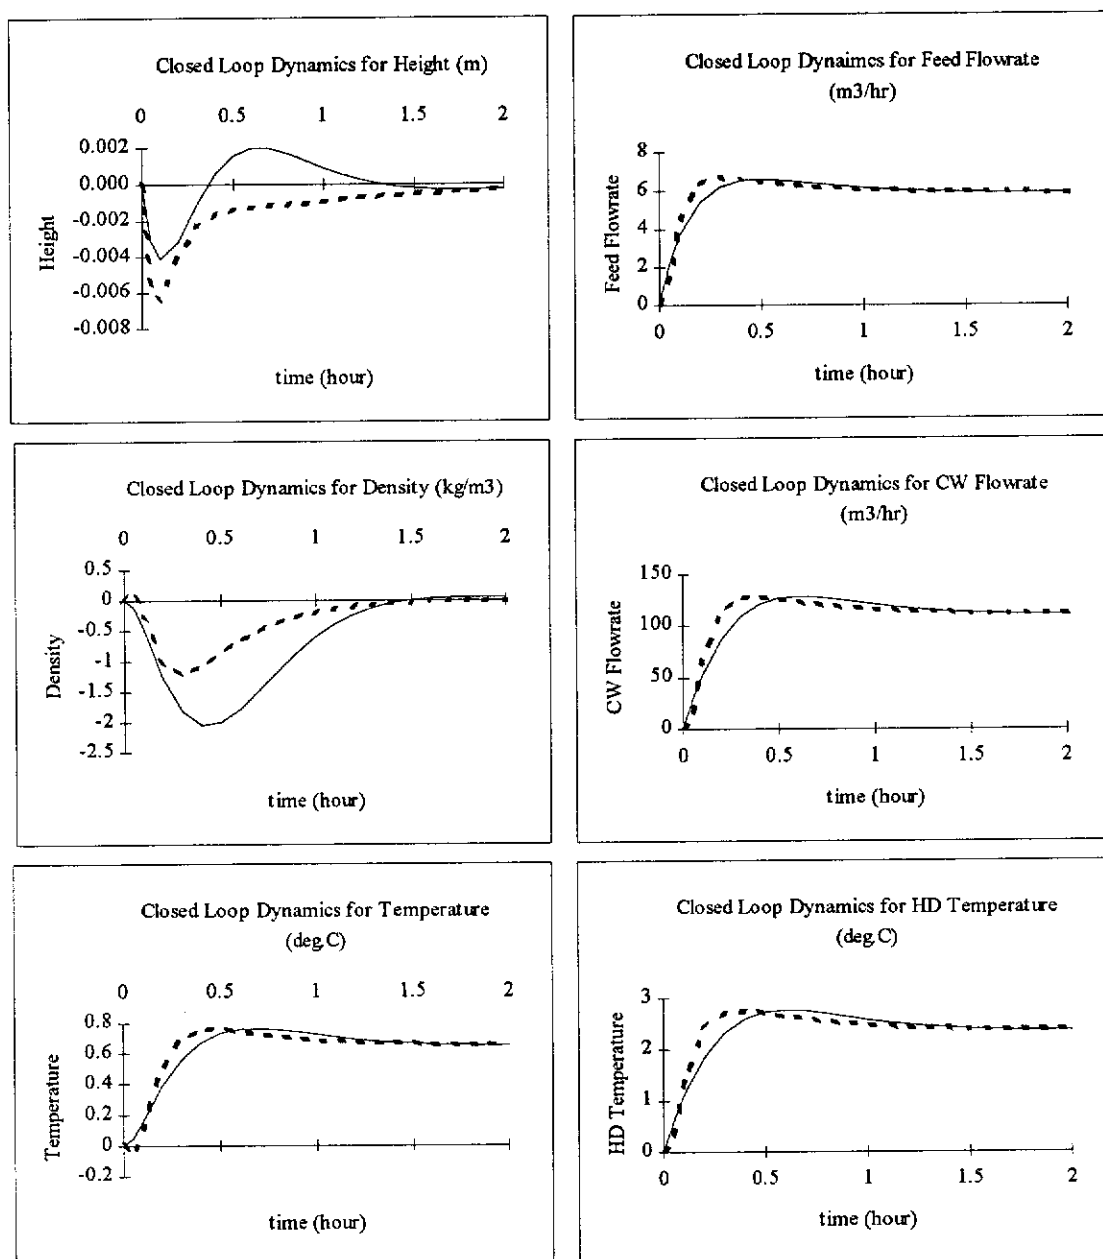 Closed Loop Dynamics for Height (m)
0 0.5 1 1.5 2
0.002
0.000
-0.002
-0.004
-0.006
-0.008
Height
time (hour)
Closed Loop Dynaimcs for Feed Flowrate
(m3/hr)
8
6
4
2
0
Feed Flowrate
0 0.5 1 1.5 2
time (hour)
Closed Loop Dynamics for Density (kg/m3)
0 0.5 1 1.5 2
0.5
0
-0.5
-1
-1.5
-2
-2.5
Density
time (hour)
Closed Loop Dynamics for CW Flowrate
(m3/hr)
150
100
50
0
CW Flowrate
0 0.5 1 1.5 2
time (hour)
Closed Loop Dynamics for Temperature
(deg.C)
0 0.5 1 1.5 2
0.8
0.6
0.4
0.2
0
-0.2
Temperature
time (hour)
Closed Loop Dynamics for HD Temperature
(deg.C)
3
2
1
0
HD Temperature
0 0.5 1 1.5 2
time (hour)